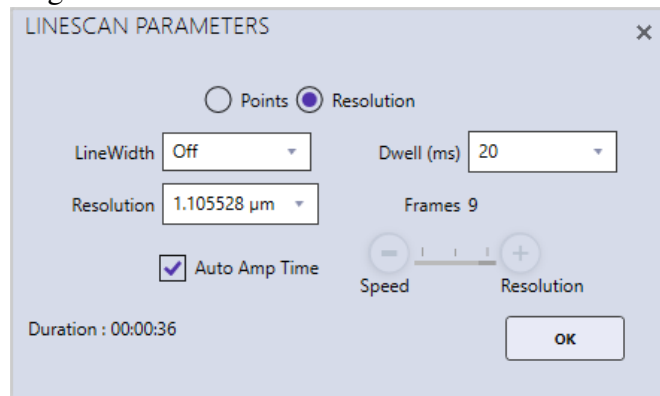 LINESCAN PARAMETERS
Points Resolution
LineWidth Off Dwell (ms) 20
Resolution 1.105528 µm Frames 9
Auto Amp Time
Speed Resolution
Duration : 00:00:36 OK